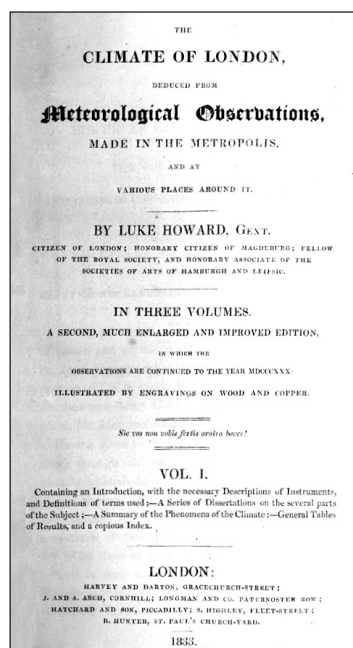 THE
CLIMATE OF LONDON,
DEDUCED FROM
Meteorological Observations,
MADE IN THE METROPOLIS,
AND AT
VARIOUS PLACES AROUND IT.
BY LUKE HOWARD, GENT.
CITIZEN OF LONDON; HONORARY CITIZEN OF MAGDEBURG; FELLOW
OF THE ROYAL SOCIETY, AND HONORARY ASSOCIATE OF THE
SOCIETIES OF ARTS OF HAMBURGH AND LEIPSIC.
IN THREE VOLUMES.
A SECOND, MUCH ENLARGED AND IMPROVED EDITION,
IN WHICH THE
OBSERVATIONS ARE CONTINUED TO THE YEAR MDCCCXXX:
ILLUSTRATED BY ENGRAVINGS ON WOOD AND COPPER.
Sic vos non vobis fertis aratra boves!
VOL. I.
Containing an Introduction, with the necessary Descriptions of Instruments,
and Definitions of terms used;—A Series of Dissertations on the several parts
of the Subject;—A Summary of the Phenomena of the Climate:—General Tables
of Results, and a copious Index.
LONDON:
HARVEY AND DARTON, GRACECHURCH-STREET;
J. AND A. ARCH, CORNHILL; LONGMAN AND CO. PATERNOSTER ROW;
HATCHARD AND SON, PICCADILLY; S. HIGHLEY, FLEET-STREET;
R. HUNTER, ST. PAUL'S CHURCH-YARD.
1833.